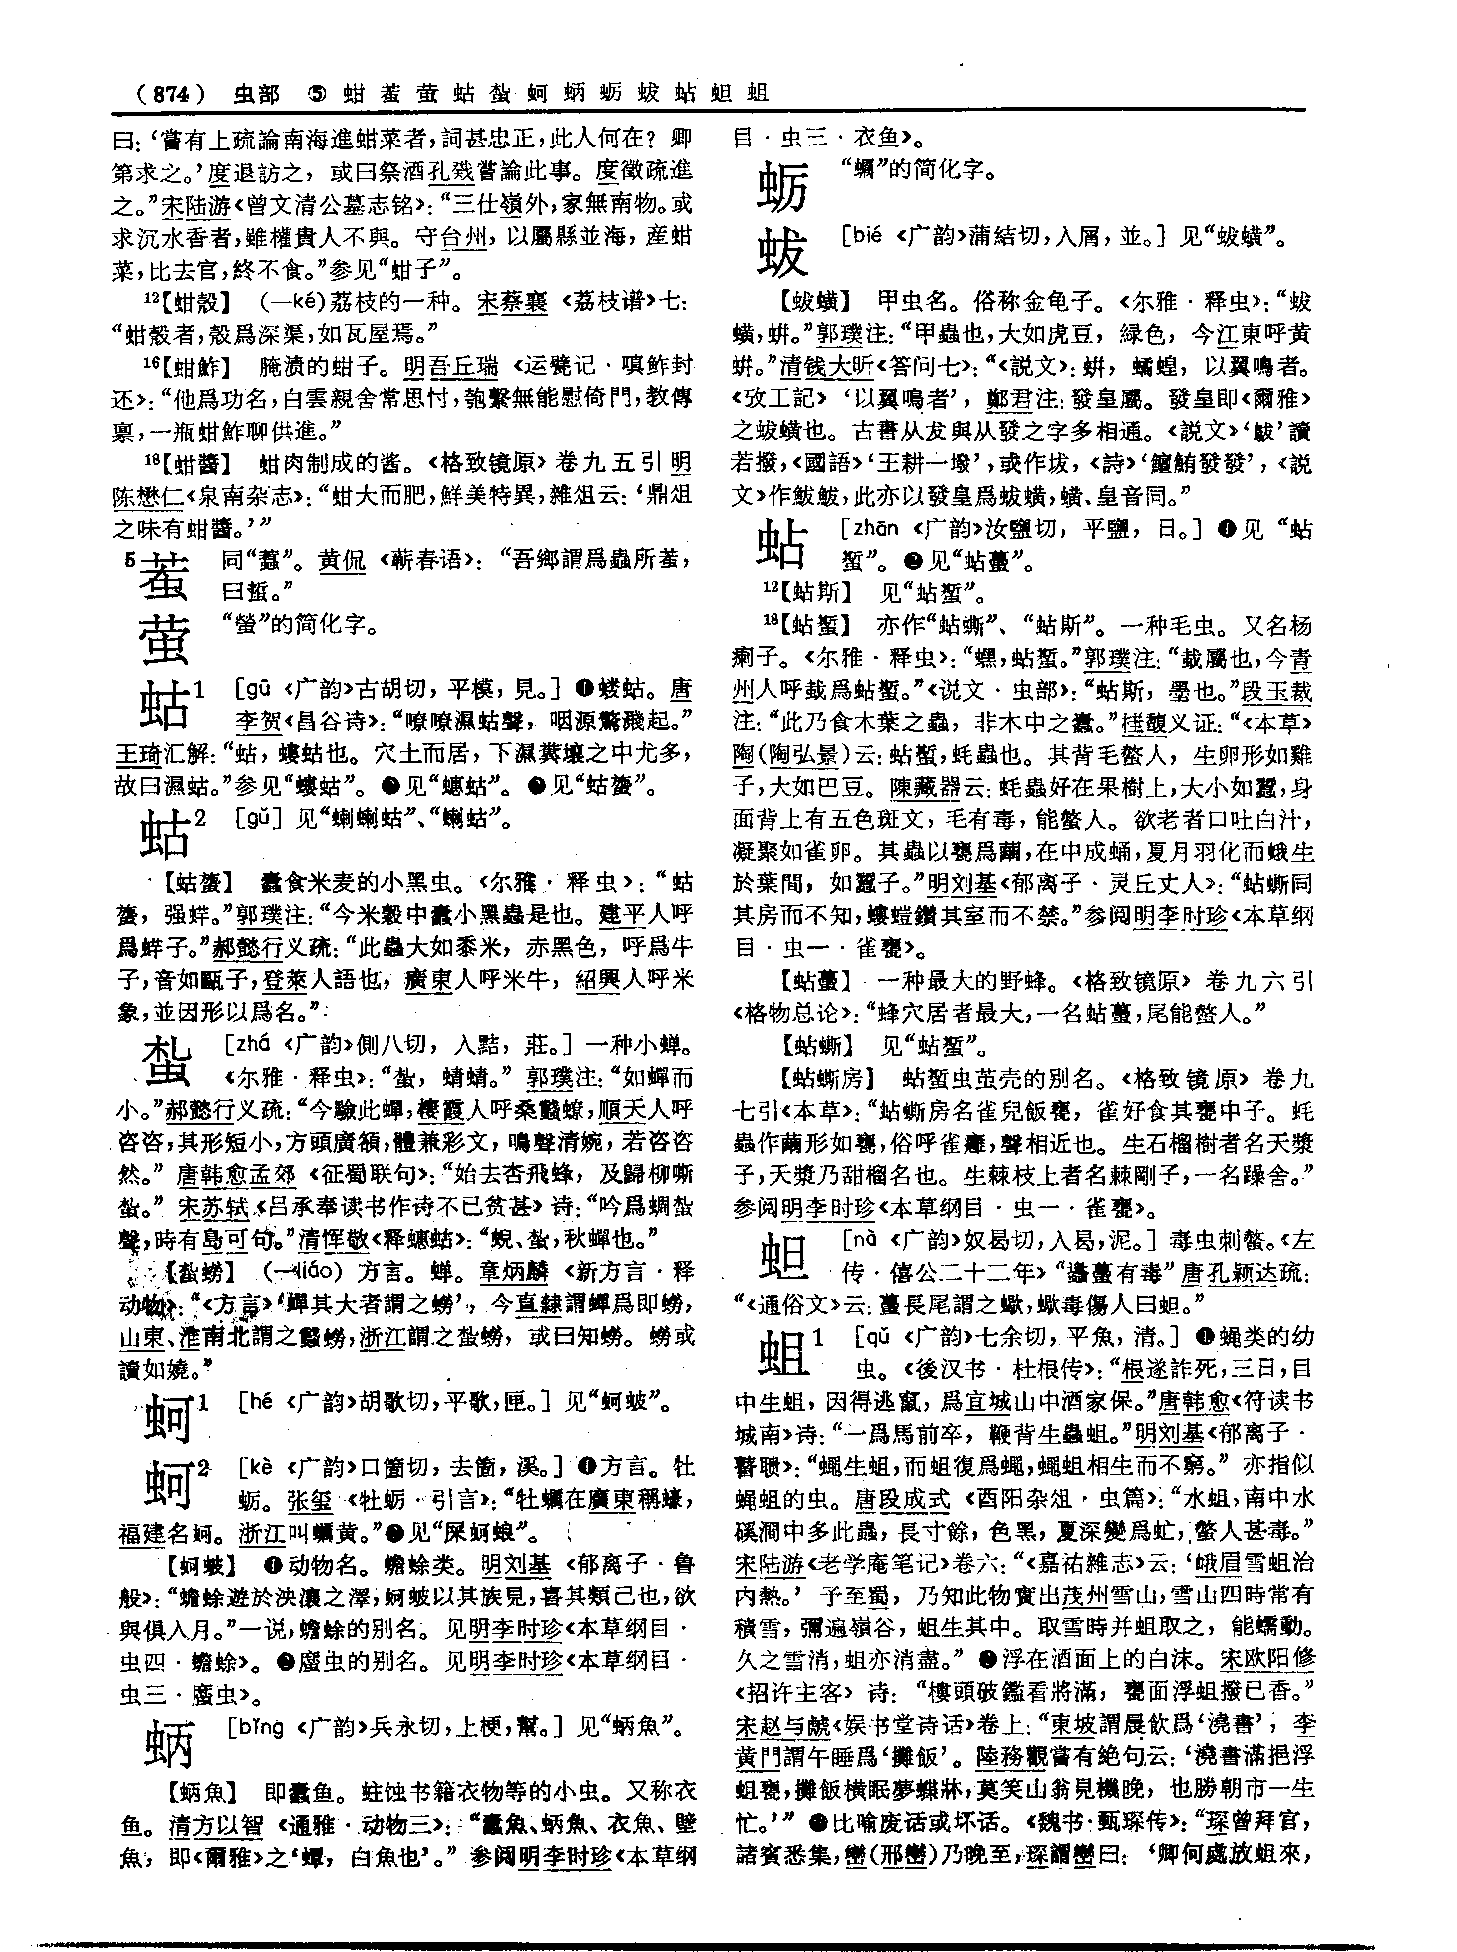 (874) 虫部 ⑤ 蚶 䖤 萤 蛄 蚻 蚵 蛃 蛎 蛂 蛅 蛆
曰：‘嘗有上疏論南海進蚶菜者，詞甚忠正，此人何在？卿
第求之。’度退訪之，或曰祭酒孔戣嘗論此事。度徵疏進
之。”宋陆游《曾文清公墓志铭》：“三仕嶺外，家無南物。或
求沉水香者，雖權貴人不與。守台州，以屬縣並海，産蚶
菜，比去官，終不食。”参见“蚶子”。
12【蚶殼】 （—ké）荔枝的一种。宋蔡襄《荔枝谱》七：
“蚶殼者，殼爲深渠，如瓦屋焉。”
16【蚶鮓】 腌渍的蚶子。明吾丘瑞《运甓记·嗔鲊封
还》：“他爲功名，白雲親舍常思忖，匏繫無能慰倚門，教傳
禀，一瓶蚶鮓聊供進。”
18【蚶醬】 蚶肉制成的酱。《格致镜原》卷九五引明
陈懋仁《泉南杂志》：“蚶大而肥，鮮美特異，雜俎云：‘鼎俎
之味有蚶醬。’”
5 同“蠚”。黄侃《蕲春语》：“吾鄉謂爲蟲所䖤，
曰蜇。”
萤 “螢”的简化字。
蛄1 [gū《广韵》古胡切，平模，見。] ❶蝼蛄。唐
李贺《昌谷诗》：“嘹嘹濕蛄聲，咽源驚濺起。”
王琦汇解：“蛄，螻蛄也。穴土而居，下濕糞壤之中尤多，
故曰濕蛄。”参见“螻蛄”。❷见“蟪蛄”。❸见“蛄䗐”。
蛄2 [gǔ] 见“蝲蝲蛄”、“蝲蛄”。
【蛄䗐】 蠹食米麦的小黑虫。《尔雅·释虫》：“蛄
䗐，强蛘。”郭璞注：“今米穀中蠹小黑蟲是也。建平人呼
爲蛘子。”郝懿行义疏：“此蟲大如黍米，赤黑色，呼爲牛
子，音如甌子，登萊人語也，廣東人呼米牛，紹興人呼米
象，並因形以爲名。”
蚻 [zhá《广韵》側八切，入黠，莊。] 一种小蝉。
《尔雅·释虫》：“蚻，蜻蜻。”郭璞注：“如蟬而
小。”郝懿行义疏：“今驗此蟬，棲霞人呼桑蠽蟟，順天人呼
咨咨，其形短小，方頭廣額，體兼彩文，鳴聲清婉，若咨咨
然。”唐韩愈孟郊《征蜀联句》：“始去杏飛蜂，及歸柳嘶
蚻。”宋苏轼《吕承奉读书作诗不已贫甚》诗：“吟爲蜩蚻
聲，時有島可句。”清恽敬《释蟪蛄》：“蜺、蚻，秋蟬也。”
【蚻蟧】 （—liáo）方言。蝉。章炳麟《新方言·释
动物》：“《方言》‘蟬其大者謂之蟧’，今直隸謂蟬爲即蟧，
山東、淮南北謂之蠽蟧，浙江謂之蚻蟧，或曰知蟧。蟧或
讀如嬈。”
蚵1 [hé《广韵》胡歌切，平歌，匣。] 见“蚵蚾”。
蚵2 [kè《广韵》口箇切，去箇，溪。] ❶方言。牡
蛎。张玺《牡蛎·引言》：“牡蠣在廣東稱蠔，
福建名蚵。浙江叫蠣黄。”❷见“屎蚵螂”。
【蚵蚾】 ❶动物名。蟾蜍类。明刘基《郁离子·鲁
般》：“蟾蜍遊於泱瀼之澤，蚵蚾以其族見，喜其類己也，欲
與俱入月。”一说，蟾蜍的别名。见明李时珍《本草纲目·
虫四·蟾蜍》。❷䗪虫的别名。见明李时珍《本草纲目·
虫三·䗪虫》。
蛃 [bǐng《广韵》兵永切，上梗，幫。] 见“蛃魚”。
【蛃魚】 即蠹鱼。蛀蚀书籍衣物等的小虫。又称衣
鱼。清方以智《通雅·动物三》：“蠹魚、蛃魚、衣魚、壁
魚，即《爾雅》之‘蟫，白魚也’。”参阅明李时珍《本草纲
目·虫三·衣鱼》。
蛎 “蠣”的简化字。
蛂 [bié《广韵》蒲結切，入屑，並。] 见“蛂蟥”。
【蛂蟥】 甲虫名。俗称金龟子。《尔雅·释虫》：“蛂
蟥，蛢。”郭璞注：“甲蟲也，大如虎豆，緑色，今江東呼黄
蛢。”清钱大昕《答问七》：“《説文》：蛢，蟥蝗，以翼鳴者。
《攷工記》‘以翼鳴者’，鄭君注：發皇屬。發皇即《爾雅》
之蛂蟥也。古書从犮與从發之字多相通。《説文》‘鱍’讀
若撥，《國語》‘王耕一墢’，或作坺，《詩》‘鱣鮪發發’，《説
文》作鮁鮁，此亦以發皇爲蛂蟥，蟥、皇音同。”
蛅 [zhān《广韵》汝鹽切，平鹽，日。] ❶见“蛅
蟴”。❷见“蛅蠆”。
12【蛅斯】 见“蛅蟴”。
18【蛅蟴】 亦作“蛅蟖”、“蛅斯”。一种毛虫。又名杨
瘌子。《尔雅·释虫》：“蟔，蛅蟴。”郭璞注：“蛓屬也，今青
州人呼蛓爲蛅蟴。”《说文·虫部》：“蛅斯，墨也。”段玉裁
注：“此乃食木葉之蟲，非木中之蠹。”桂馥义证：“《本草》
陶（陶弘景）云：蛅蟴，蚝蟲也。其背毛螫人，生卵形如雞
子，大如巴豆。陳藏器云：蚝蟲好在果樹上，大小如蠶，身
面背上有五色斑文，毛有毒，能螫人。欲老者口吐白汁，
凝聚如雀卵。其蟲以甕爲繭，在中成蛹，夏月羽化而蛾生
於葉間，如蠶子。”明刘基《郁离子·灵丘丈人》：“蛅蟖同
其房而不知，螻螘鑽其室而不禁。”参阅明李时珍《本草纲
目·虫一·雀甕》。
【蛅蠆】 一种最大的野蜂。《格致镜原》卷九六引
《格物总论》：“蜂穴居者最大，一名蛅蠆，尾能螫人。”
【蛅蟖】 见“蛅蟴”。
【蛅蟖房】 蛅蟴虫茧壳的别名。《格致镜原》卷九
七引《本草》：“蛅蟖房名雀兒飯甕，雀好食其甕中子。蚝
蟲作繭形如甕，俗呼雀癰，聲相近也。生石榴樹者名天漿
子，天漿乃甜榴名也。生棘枝上者名棘剛子，一名躁舍。”
参阅明李时珍《本草纲目·虫一·雀甕》。
[nà《广韵》奴曷切，入曷，泥。] 毒虫刺螫。《左
传·僖公二十二年》“蠭蠆有毒”唐孔颖达疏：
“《通俗文》云：蠆長尾謂之蠍，蠍毒傷人曰蛆。”
蛆1 [qū《广韵》七余切，平魚，清。] ❶蝇类的幼
虫。《後汉书·杜根传》：“根遂詐死，三日，目
中生蛆，因得逃竄，爲宜城山中酒家保。”唐韩愈《符读书
城南》诗：“一爲馬前卒，鞭背生蟲蛆。”明刘基《郁离子·
瞽聩》：“蠅生蛆，而蛆復爲蠅，蠅蛆相生而不窮。”亦指似
蝇蛆的虫。唐段成式《酉阳杂俎·虫篇》：“水蛆，南中水
磎澗中多此蟲，長寸餘，色黑，夏深變爲虻，螫人甚毒。”
宋陆游《老学庵笔记》卷六：“《嘉祐雜志》云：‘峨眉雪蛆治
内熱。’予至蜀，乃知此物實出茂州雪山，雪山四時常有
積雪，彌遍嶺谷，蛆生其中。取雪時并蛆取之，能蠕動。
久之雪消，蛆亦消盡。”❷浮在酒面上的白沫。宋欧阳修
《招许主客》诗：“樓頭破鑑看將滿，甕面浮蛆撥已香。”
宋赵与虤《娱书堂诗话》卷上：“東坡謂晨飲爲‘澆書’，李
黄門謂午睡爲‘攤飯’。陸務觀嘗有絶句云：‘澆書滿挹浮
蛆甕，攤飯横眠夢蝶牀，莫笑山翁見機晚，也勝朝市一生
忙。’”❸比喻废话或坏话。《魏书·甄琛传》：“琛曾拜官，
諸賓悉集，巒（邢巒）乃晚至，琛謂巒曰：‘卿何處放蛆來，